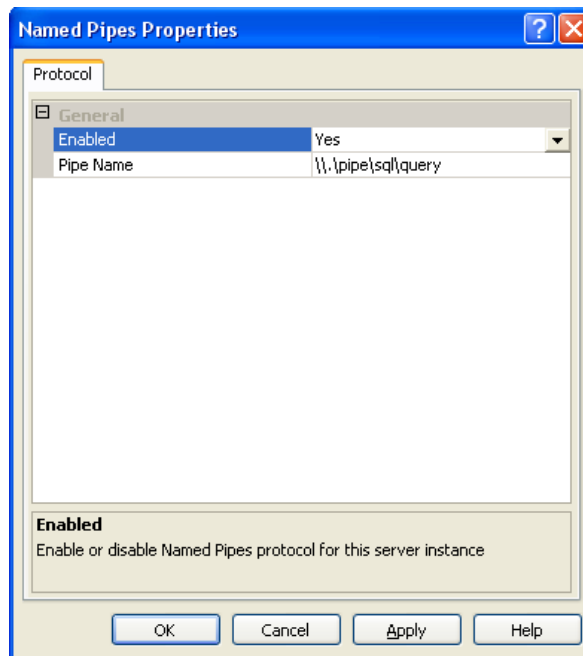 Named Pipes Properties
Protocol
General
Enabled Yes
Pipe Name \\.\pipe\sql\query
Enabled
Enable or disable Named Pipes protocol for this server instance
OK Cancel Apply Help